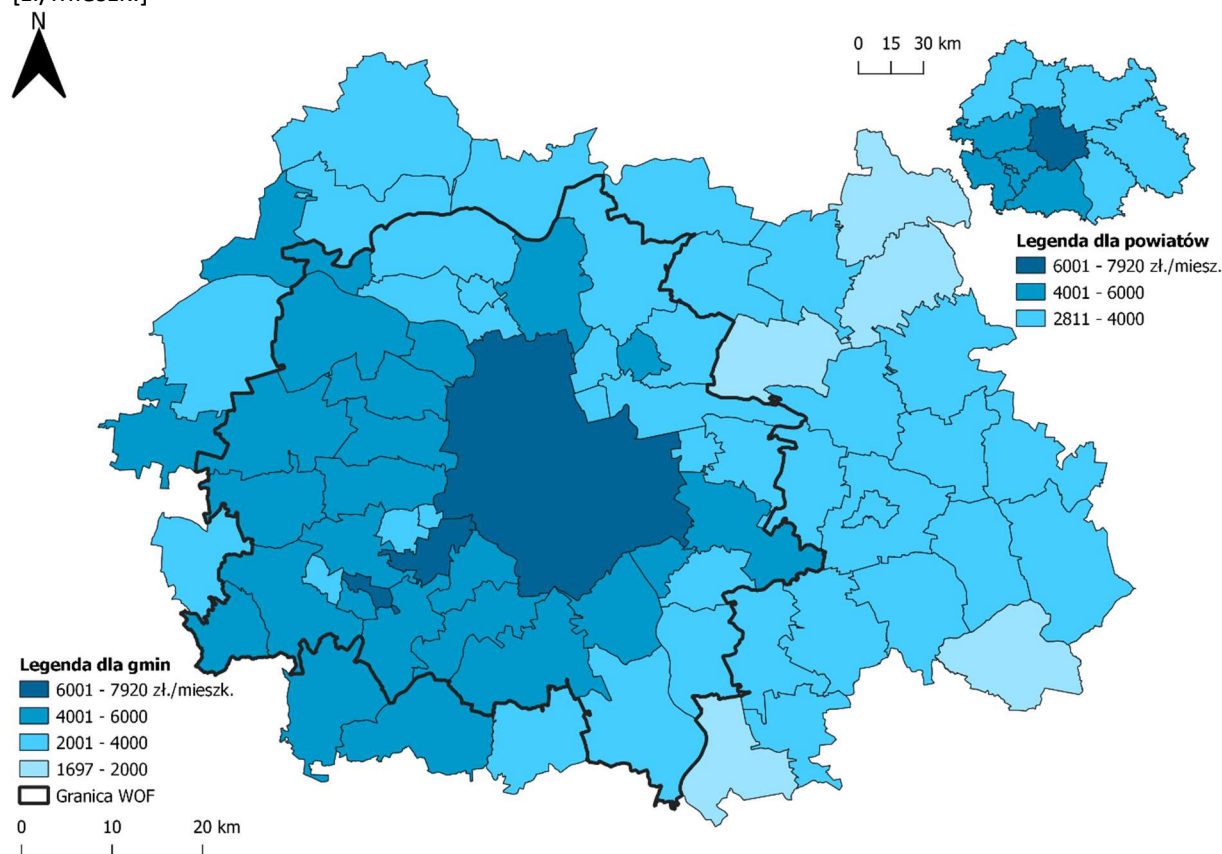 [zł/mieszk.]
N
0 15 30 km
Legenda dla powiatów
6001 - 7920 zł./miesz.
4001 - 6000
2811 - 4000
Legenda dla gmin
6001 - 7920 zł./mieszk.
4001 - 6000
2001 - 4000
1697 - 2000
Granica WOF
0 10 20 km